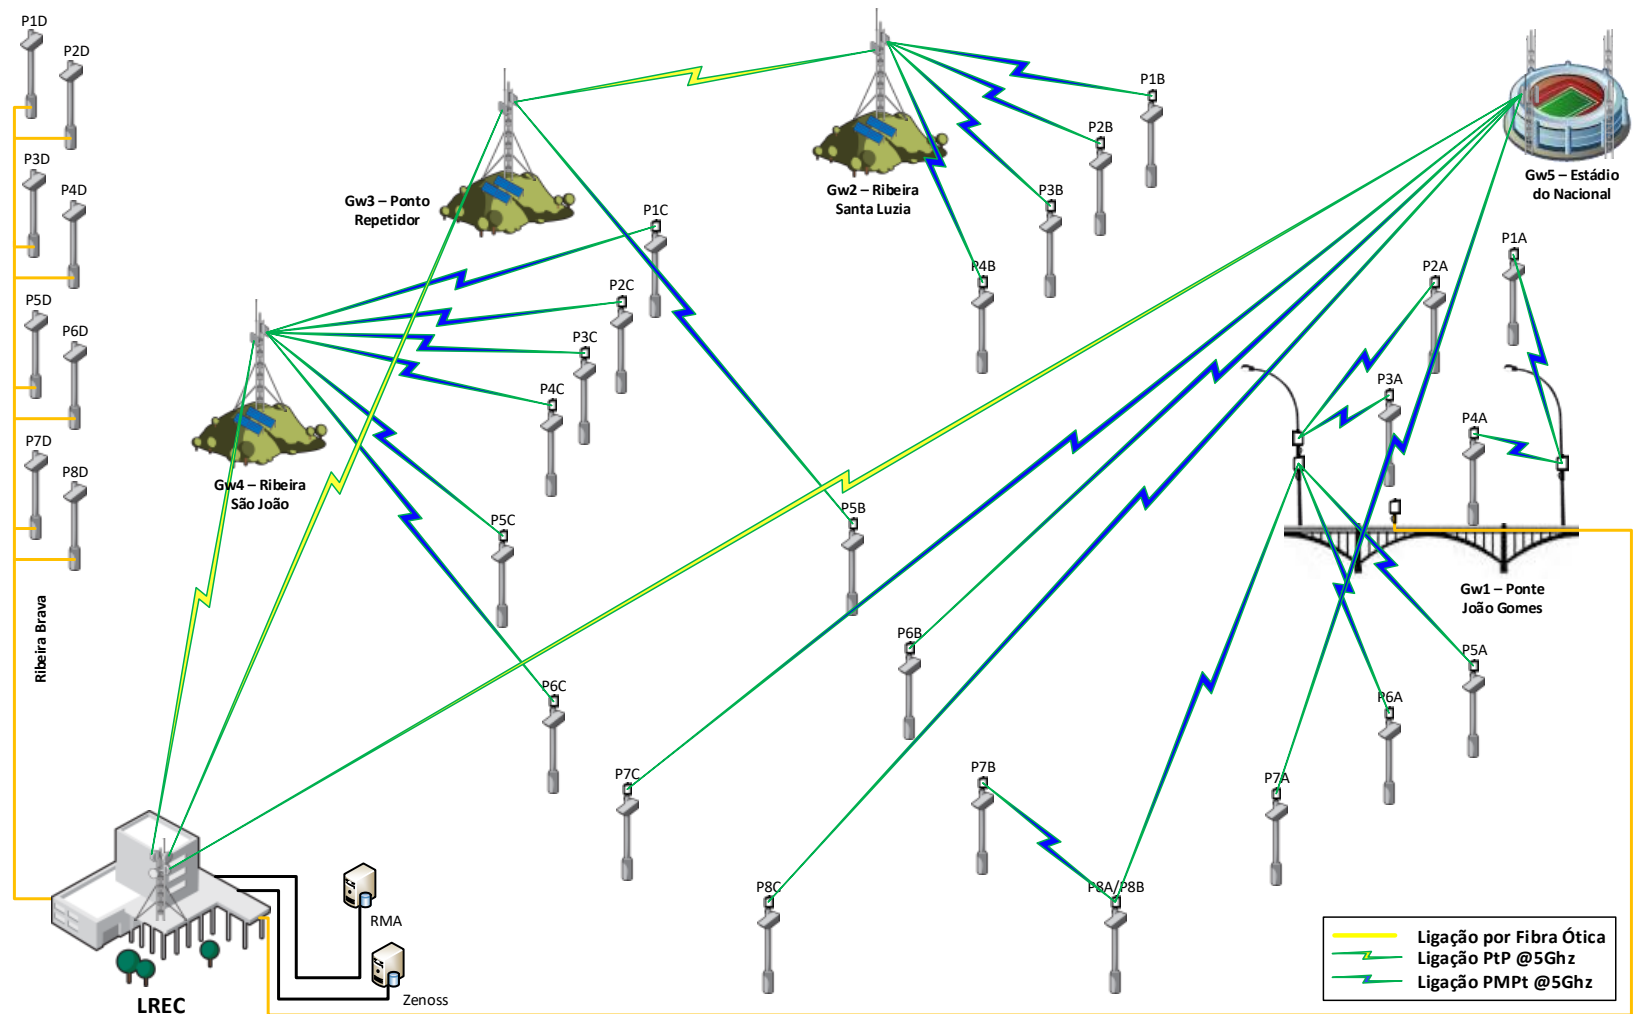 P1D
P2D
P3D
P4D
P5D
P6D
P7D
P8D
Ribeira Brava
Gw3 – Ponto
Repetidor
Gw2 – Ribeira
Santa Luzia
P1B
P2B
P3B
P4B
Gw5 – Estádio
do Nacional
P1C
P2C
P3C
P4C
Gw4 – Ribeira
São João
P5C
P6C
P5B
P6B
P7C
P7B
P8C
P8A/P8B
P1A
P2A
P3A
P4A
Gw1 – Ponte
João Gomes
P5A
P6A
P7A
RMA
Zenoss
LREC
Ligação por Fibra Ótica
Ligação PtP @5Ghz
Ligação PMPt @5Ghz